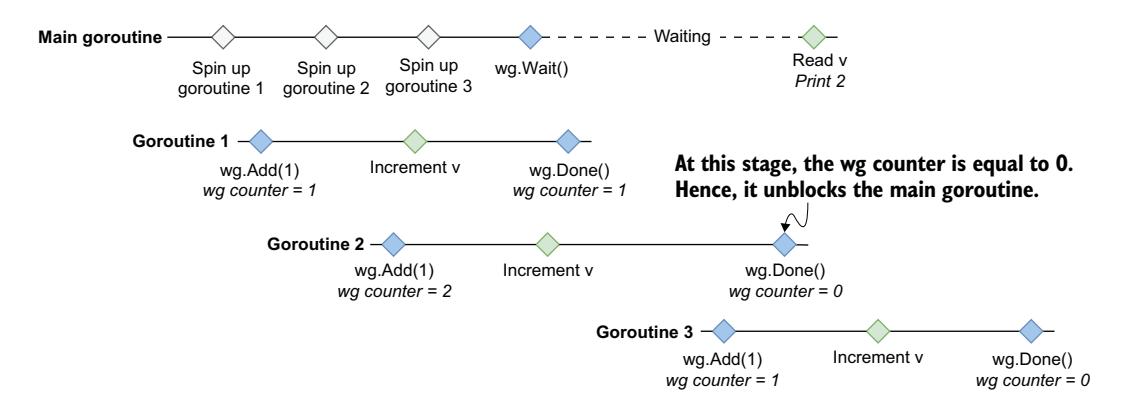 Main goroutine
Waiting
Spin up
goroutine 1
Spin up
goroutine 2
Spin up
goroutine 3
wg.Wait()
Read v
Print 2
Goroutine 1
wg.Add(1)
wg counter = 1
Increment v
wg.Done()
wg counter = 1
At this stage, the wg counter is equal to 0.
Hence, it unblocks the main goroutine.
Goroutine 2
wg.Add(1)
wg counter = 2
Increment v
wg.Done()
wg counter = 0
Goroutine 3
wg.Add(1)
wg counter = 1
Increment v
wg.Done()
wg counter = 0